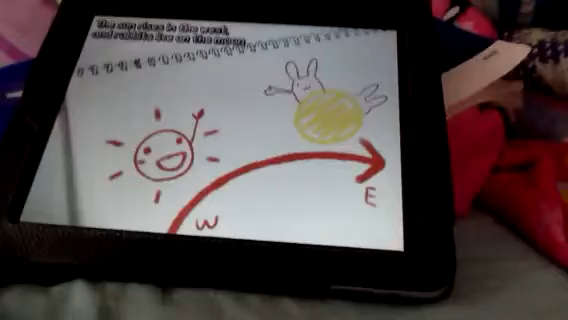 The sun rises in the west,
and rabbits live on the moon
W
E